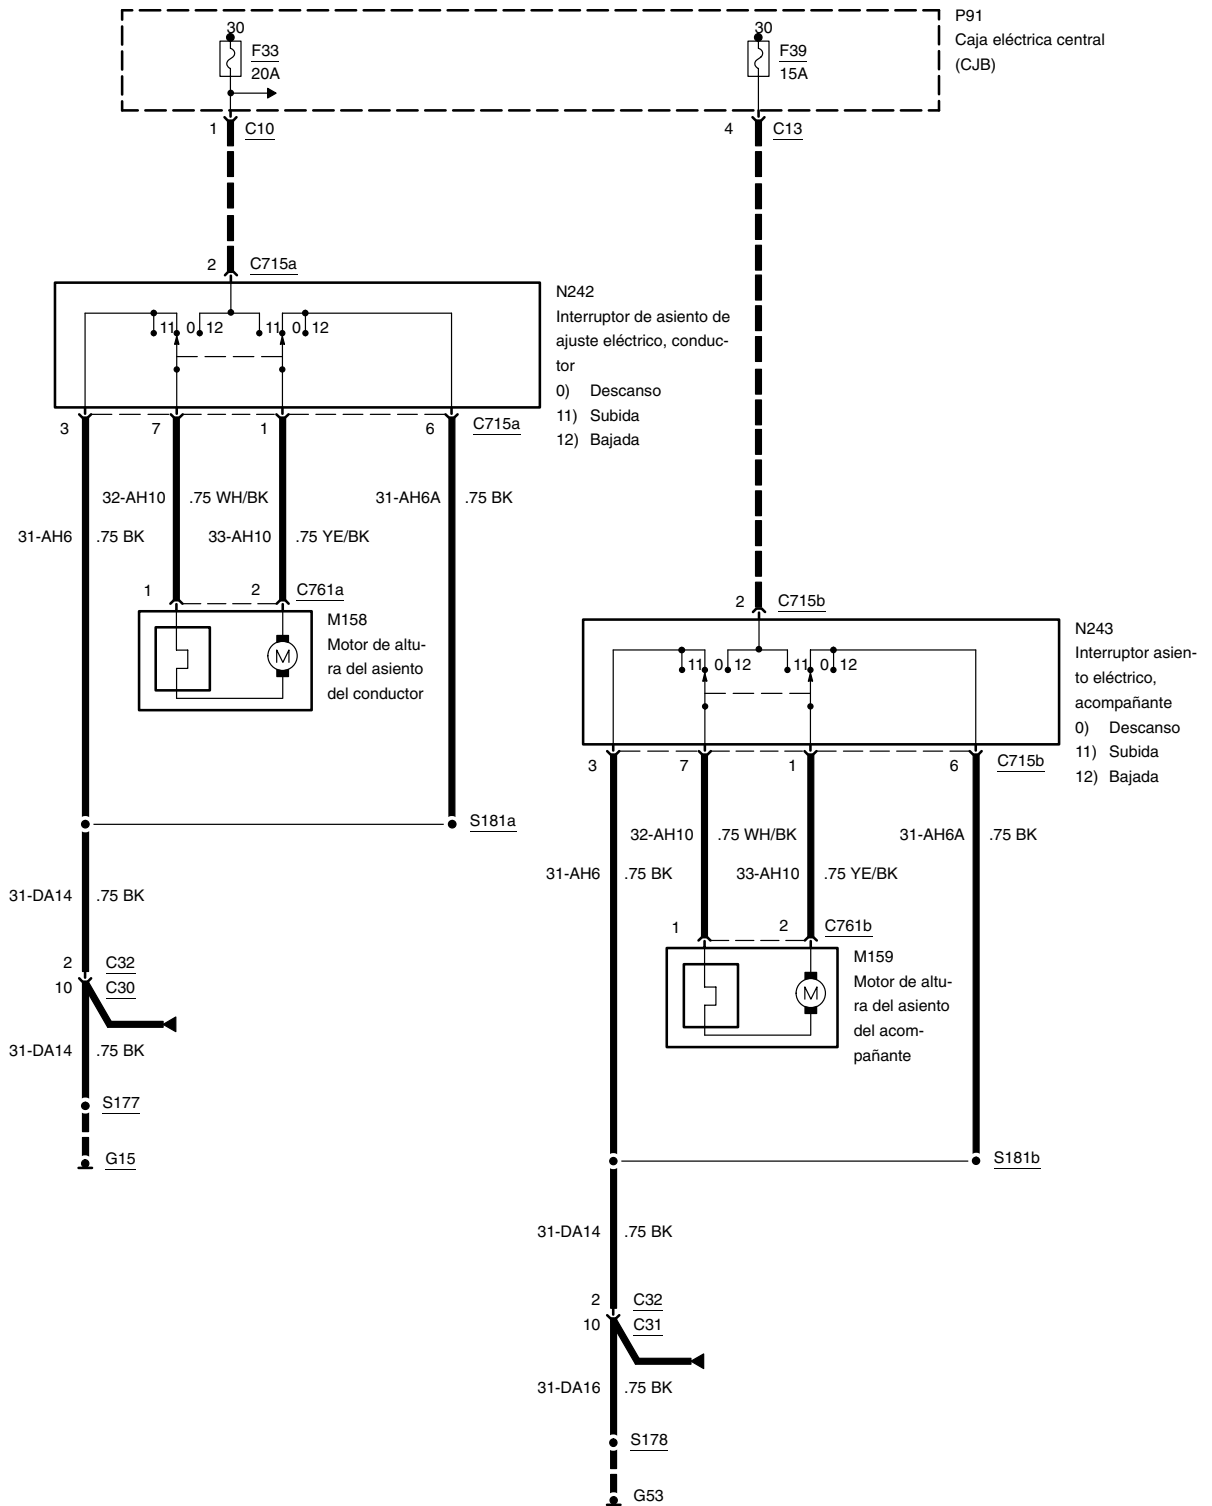 P91
Caja eléctrica central
(CJB)
30
F33
20A
30
F39
15A
1 C10
4 C13
2 C715a
N242
Interruptor de asiento de
ajuste eléctrico, conduc-
tor
0) Descanso
11) Subida
12) Bajada
11 0 12 11 0 12
3 7 1 6 C715a
32-AH10 .75 WH/BK 31-AH6A .75 BK
31-AH6 .75 BK 33-AH10 .75 YE/BK
1 2 C761a
M158
Motor de altu-
ra del asiento
del conductor
M
2 C715b
N243
Interruptor asien-
to eléctrico,
acompañante
0) Descanso
11) Subida
12) Bajada
11 0 12 11 0 12
3 7 1 6 C715b
S181a
32-AH10 .75 WH/BK 31-AH6A .75 BK
31-AH6 .75 BK 33-AH10 .75 YE/BK
31-DA14 .75 BK
1 2 C761b
M159
Motor de altu-
ra del asiento
del acom-
pañante
M
2 C32
10 C30
31-DA14 .75 BK
S177
G15
S181b
31-DA14 .75 BK
2 C32
10 C31
31-DA16 .75 BK
S178
G53